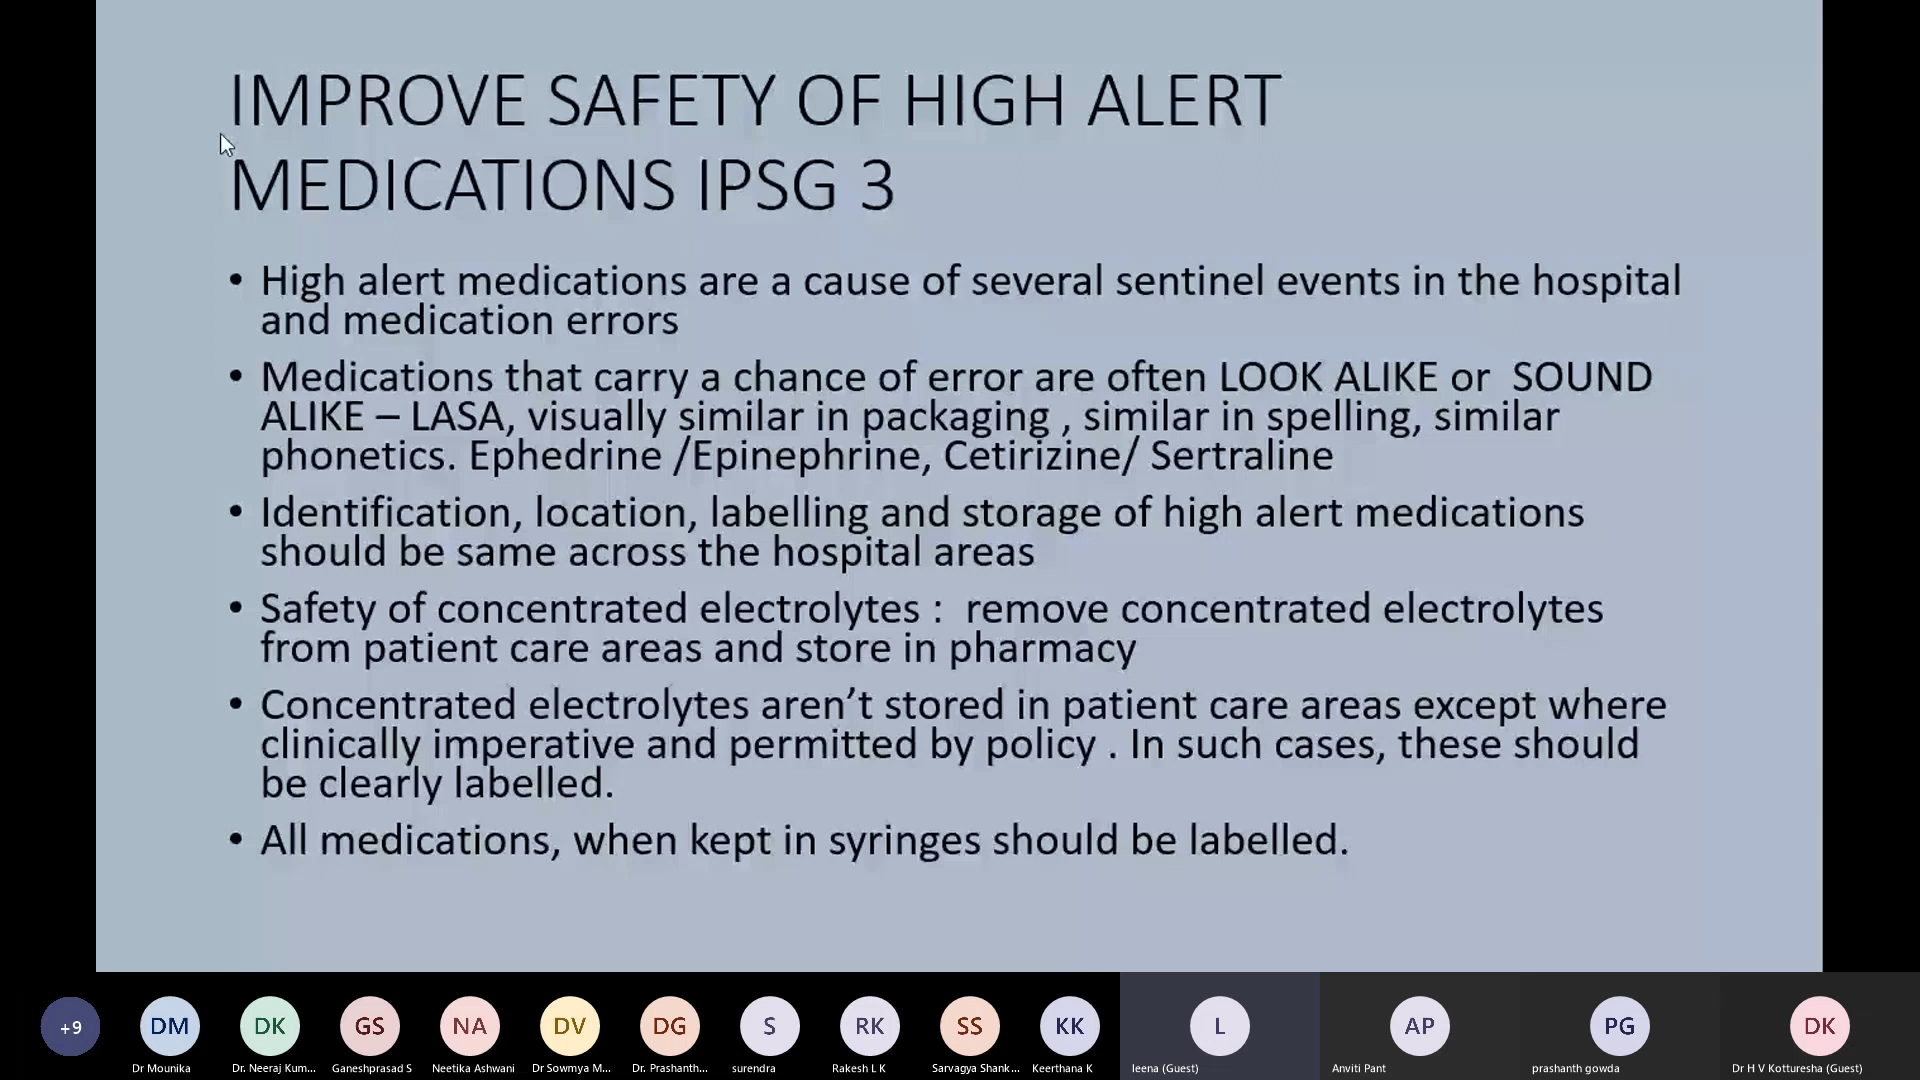 IMPROVE SAFETY OF HIGH ALERT
MEDICATIONS IPSG 3
• High alert medications are a cause of several sentinel events in the hospital
and medication errors
• Medications that carry a chance of error are often LOOK ALIKE or  SOUND
ALIKE – LASA, visually similar in packaging , similar in spelling, similar
phonetics. Ephedrine /Epinephrine, Cetirizine/ Sertraline
• Identification, location, labelling and storage of high alert medications
should be same across the hospital areas
• Safety of concentrated electrolytes :  remove concentrated electrolytes
from patient care areas and store in pharmacy
• Concentrated electrolytes aren’t stored in patient care areas except where
clinically imperative and permitted by policy . In such cases, these should
be clearly labelled.
• All medications, when kept in syringes should be labelled.
+9 DM DK GS NA DV DG S RK SS KK L AP PG DK
Dr Mounika Dr. Neeraj Kum... Ganeshprasad S Neetika Ashwani Dr Sowmya M... Dr. Prashanth... surendra Rakesh L K Sarvagya Shank... Keerthana K leena (Guest) Anviti Pant prashanth gowda Dr H V Kotturesha (Guest)